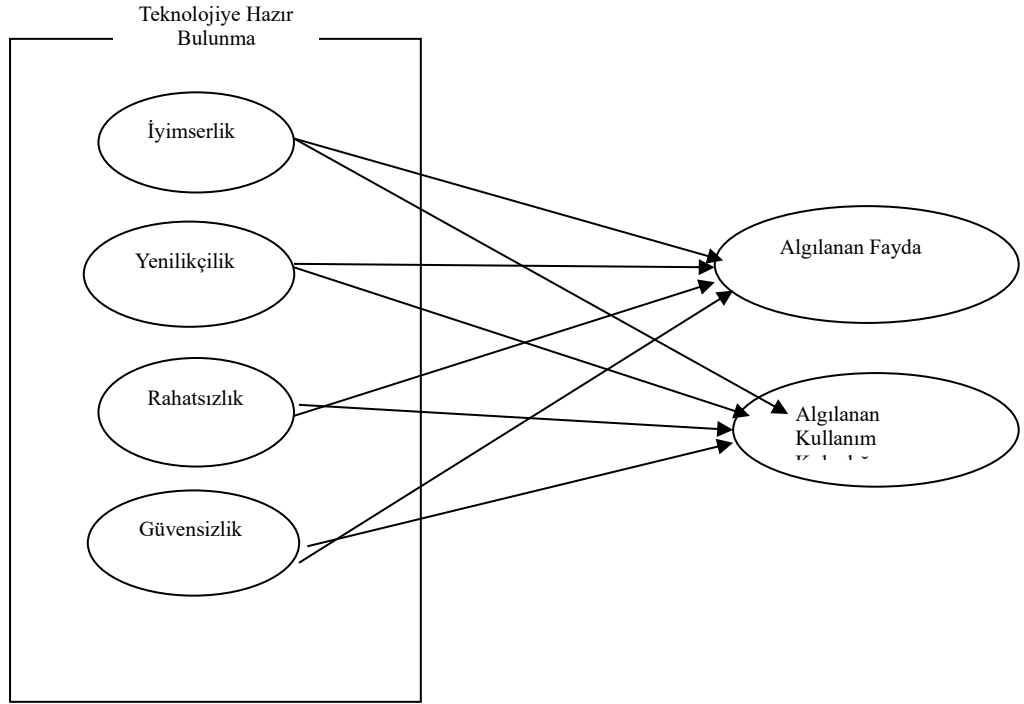 Teknolojiye Hazır
Bulunma
İyimserlik
Yenilikçilik
Rahatsızlık
Güvensizlik
Algılanan Fayda
Algılanan
Kullanım